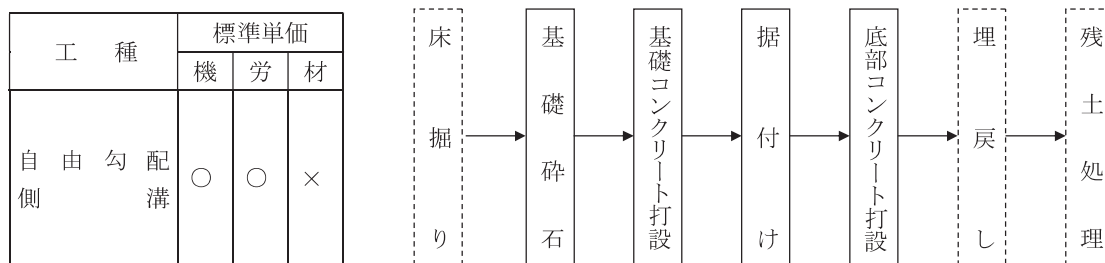 工種
標準単価
機
労
材
自由勾配
側溝
○
○
×
床掘り
基礎砕石
基礎コンクリート打設
据付け
底部コンクリート打設
埋戻し
残土処理